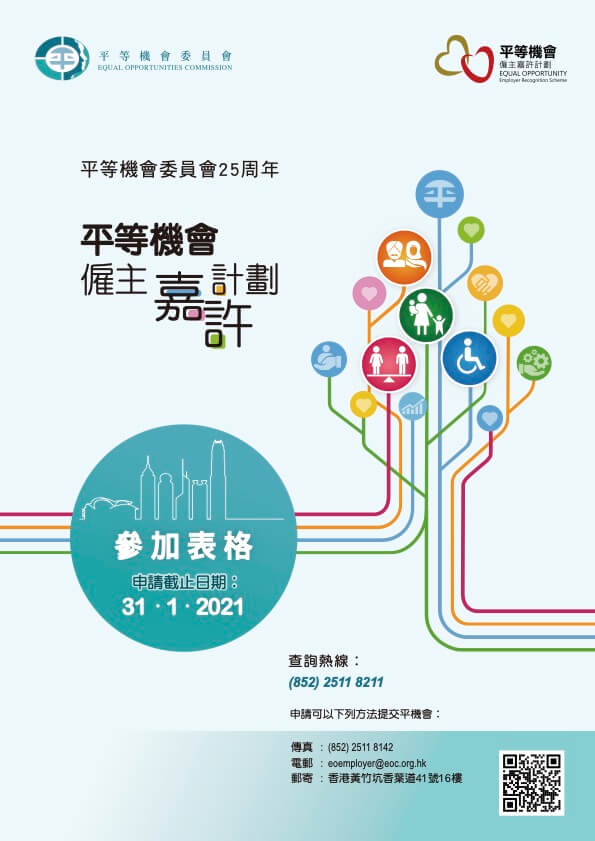 平等機會委員會
EQUAL OPPORTUNITIES COMMISSION
平等機會
僱主嘉許計劃
EQUAL OPPORTUNITY
Employer Recognition Scheme
平等機會委員會25周年
平等機會
僱主嘉許計劃
參加表格
申請截止日期：
31 · 1 · 2021
查詢熱線：
(852) 2511 8211
申請可以下列方法提交平機會：
傳真 : (852) 2511 8142
電郵 : eoemployer@eoc.org.hk
郵寄 : 香港黃竹坑香葉道41號16樓